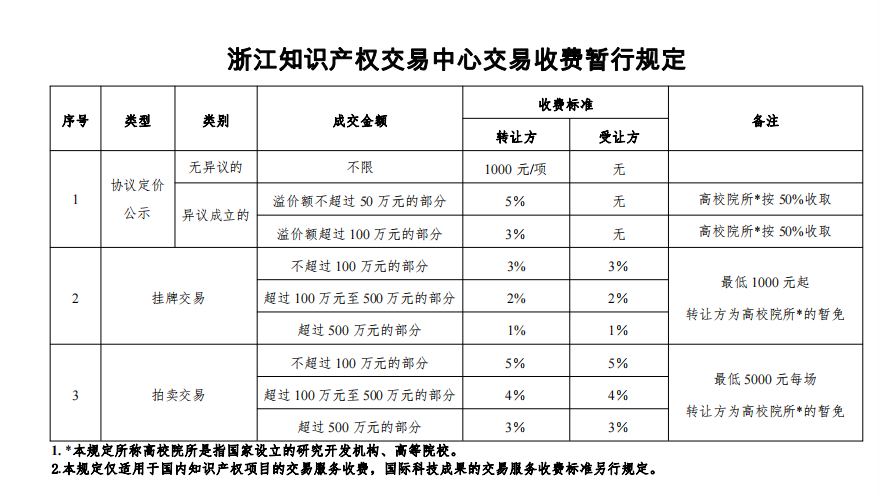 浙江知识产权交易中心交易收费暂行规定
序号 类型 类别 成交金额 收费标准 备注
转让方 受让方
1 协议定价公示 无异议的 不限 1000 元/项 无
异议成立的 溢价额不超过 50 万元的部分 5% 无 高校院所*按 50%收取
溢价额超过 100 万元的部分 3% 无 高校院所*按 50%收取
2 挂牌交易 不超过 100 万元的部分 3% 3% 最低 1000 元起
超过 100 万元至 500 万元的部分 2% 2% 转让方为高校院所*的暂免
超过 500 万元的部分 1% 1%
3 拍卖交易 不超过 100 万元的部分 5% 5% 最低 5000 元每场
超过 100 万元至 500 万元的部分 4% 4% 转让方为高校院所*的暂免
超过 500 万元的部分 3% 3%
1. *本规定所称高校院所是指国家设立的研究开发机构、高等院校。
2.本规定仅适用于国内知识产权项目的交易服务收费，国际科技成果的交易服务收费标准另行规定。